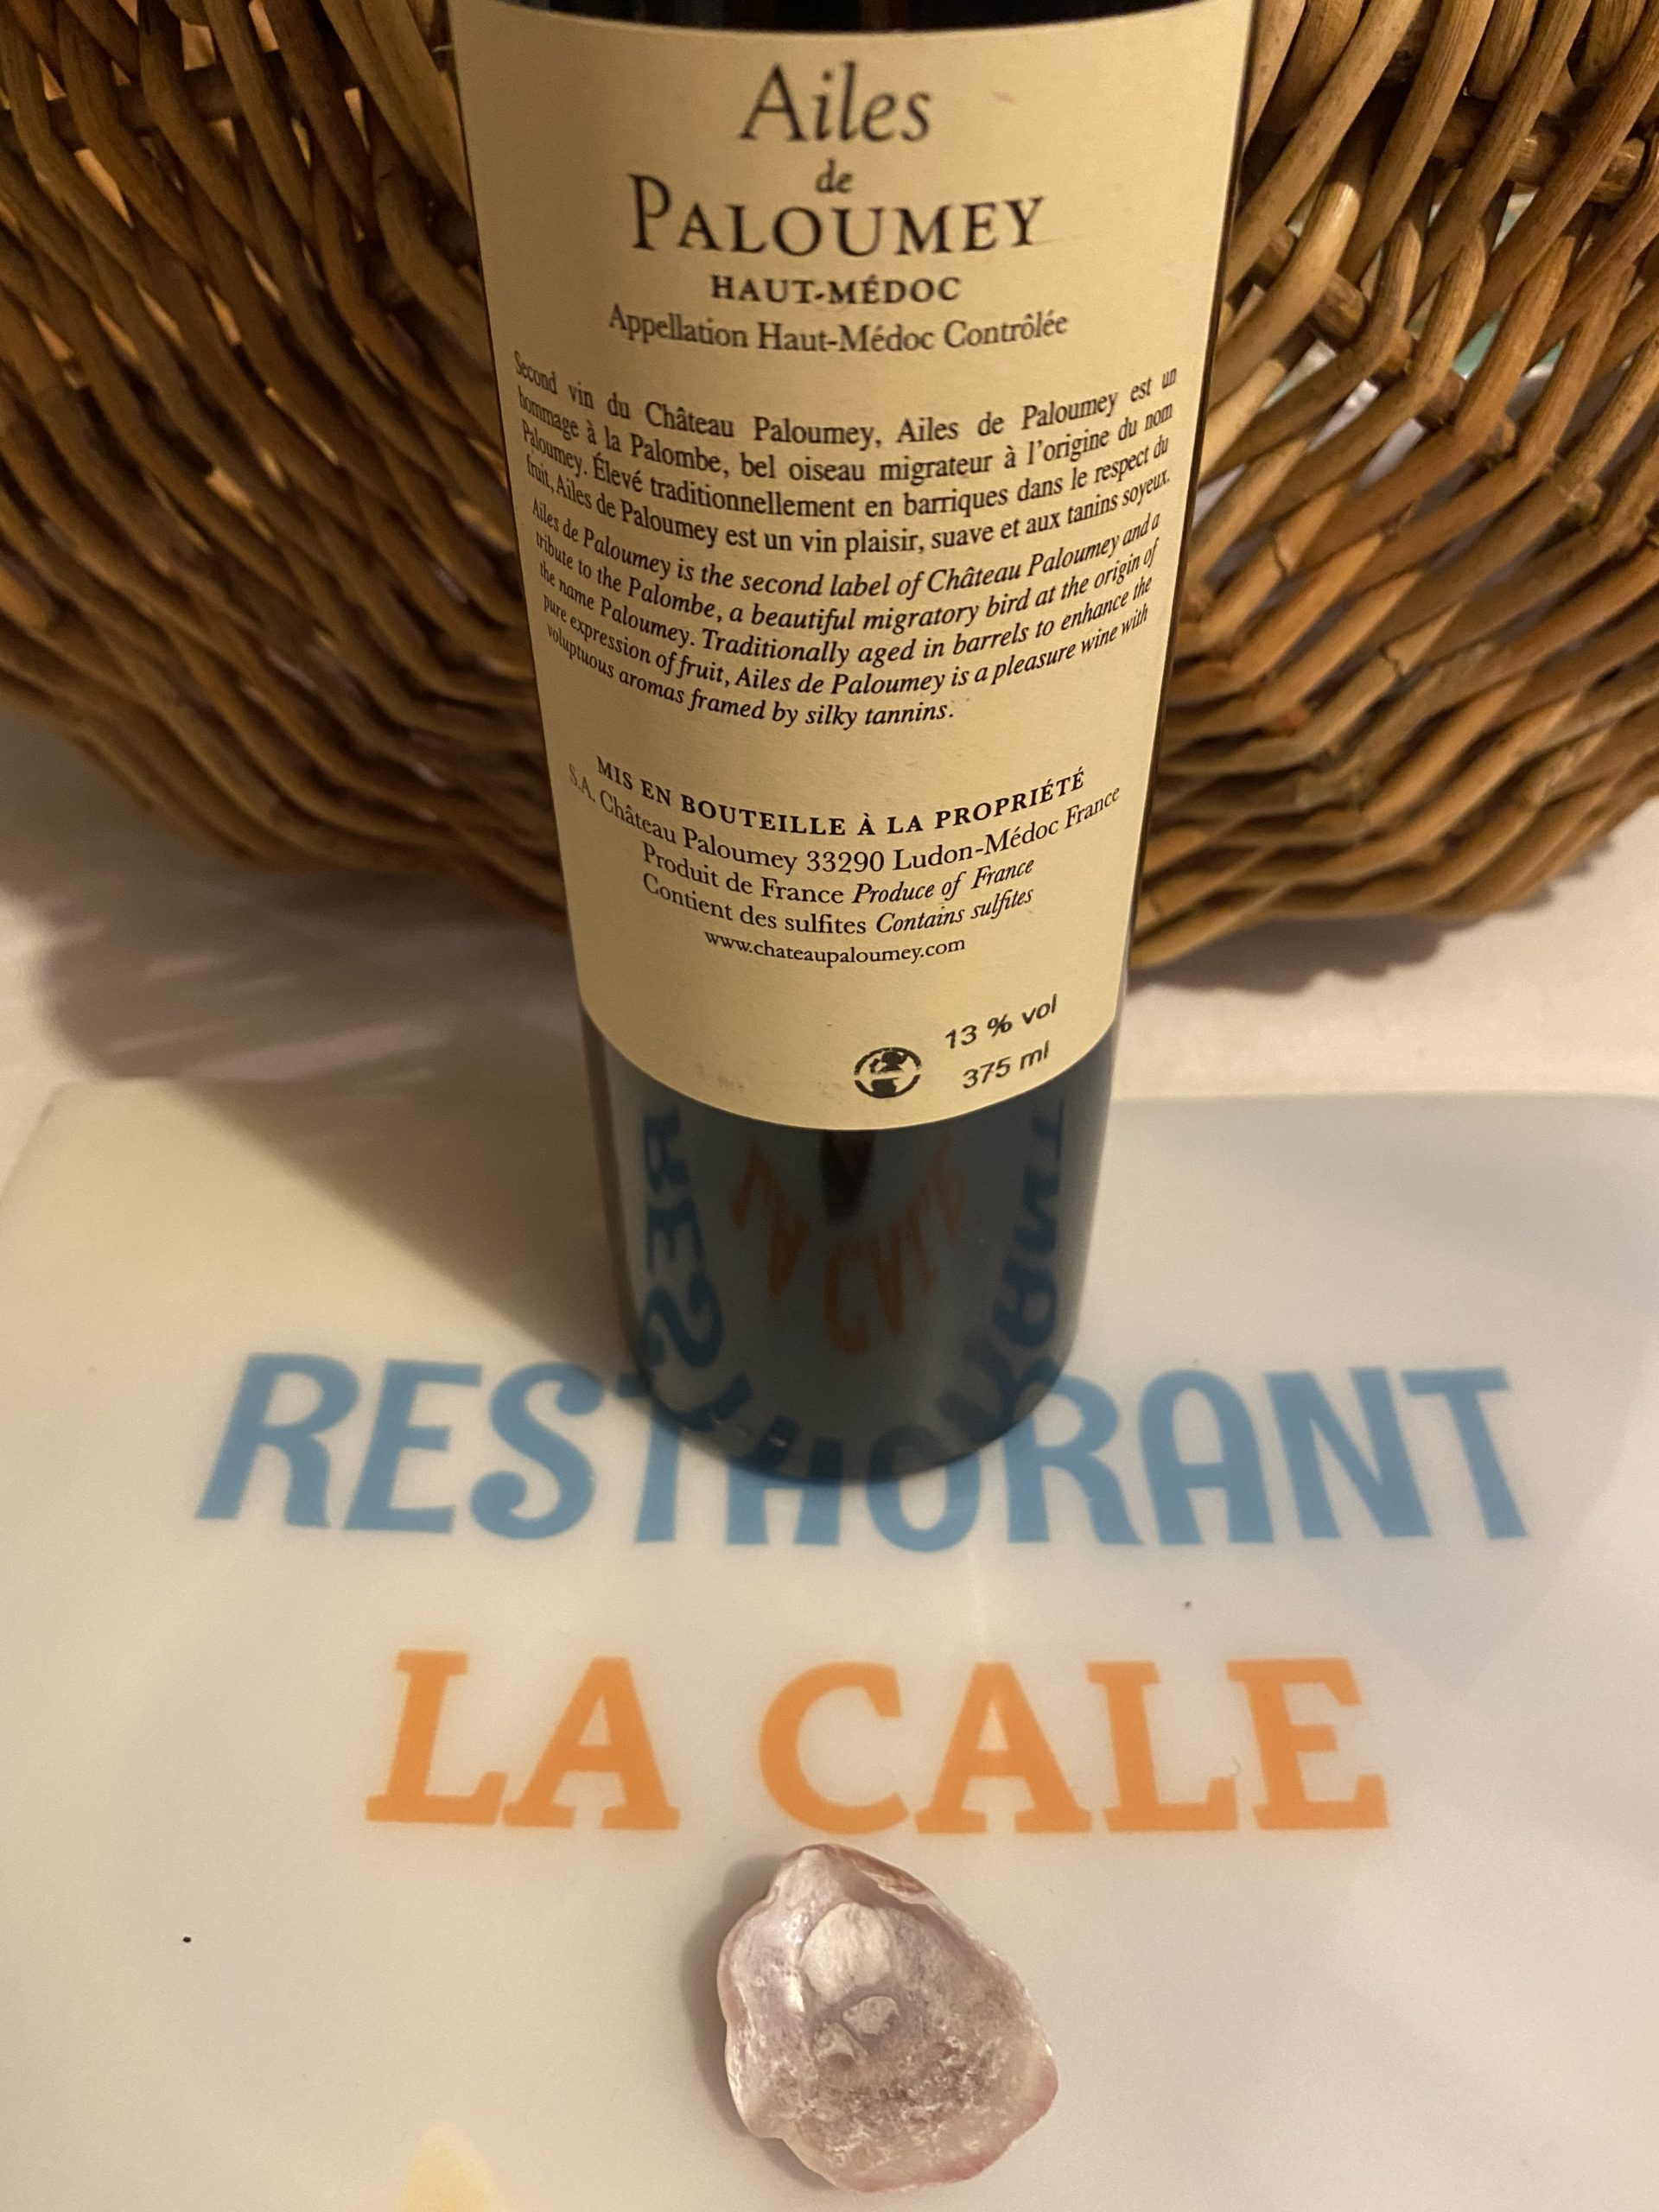 Ailes
de
PALOUMEY
HAUT-MÉDOC
Appellation Haut-Médoc Contrôlée
Second vin du Château Paloumey, Ailes de Paloumey est un
hommage à la Palombe, bel oiseau migrateur à l'origine du nom
Paloumey. Élevé traditionnellement en barriques dans le respect du
fruit, Ailes de Paloumey est un vin plaisir, suave et aux tanins soyeux.
Ailes de Paloumey is the second label of Château Paloumey and a
tribute to the Palombe, a beautiful migratory bird at the origin of
the name Paloumey. Traditionally aged in barrels to enhance the
pure expression of fruit, Ailes de Paloumey is a pleasure wine with
voluptuous aromas framed by silky tannins.
MIS EN BOUTEILLE À LA PROPRIÉTÉ
S.A. Château Paloumey 33290 Ludon-Médoc France
Produit de France Produce of France
Contient des sulfites Contains sulfites
www.chateaupaloumey.com
13 % vol
375 ml
RESTAURANT
LA CALE